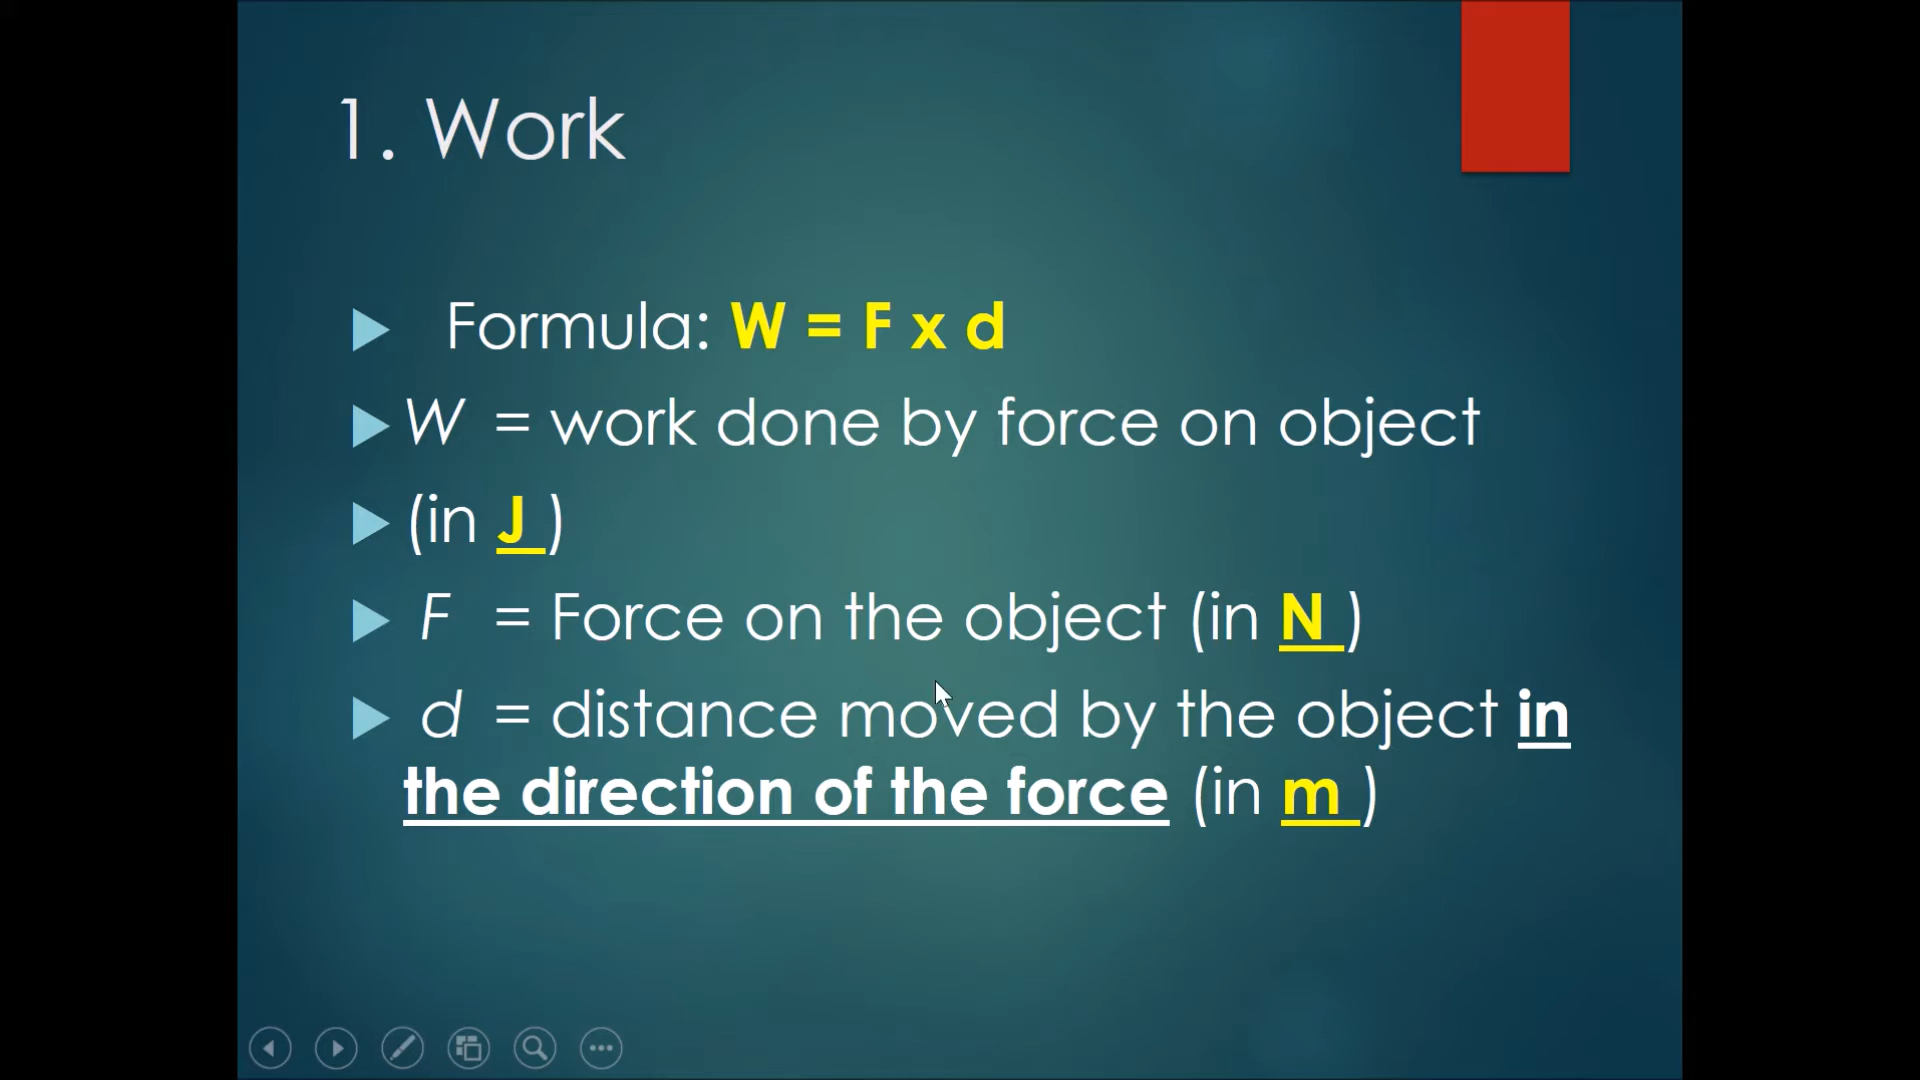 1. Work
Formula: W = F x d
W = work done by force on object
(in J )
F = Force on the object (in N )
d = distance moved by the object in
the direction of the force (in m )